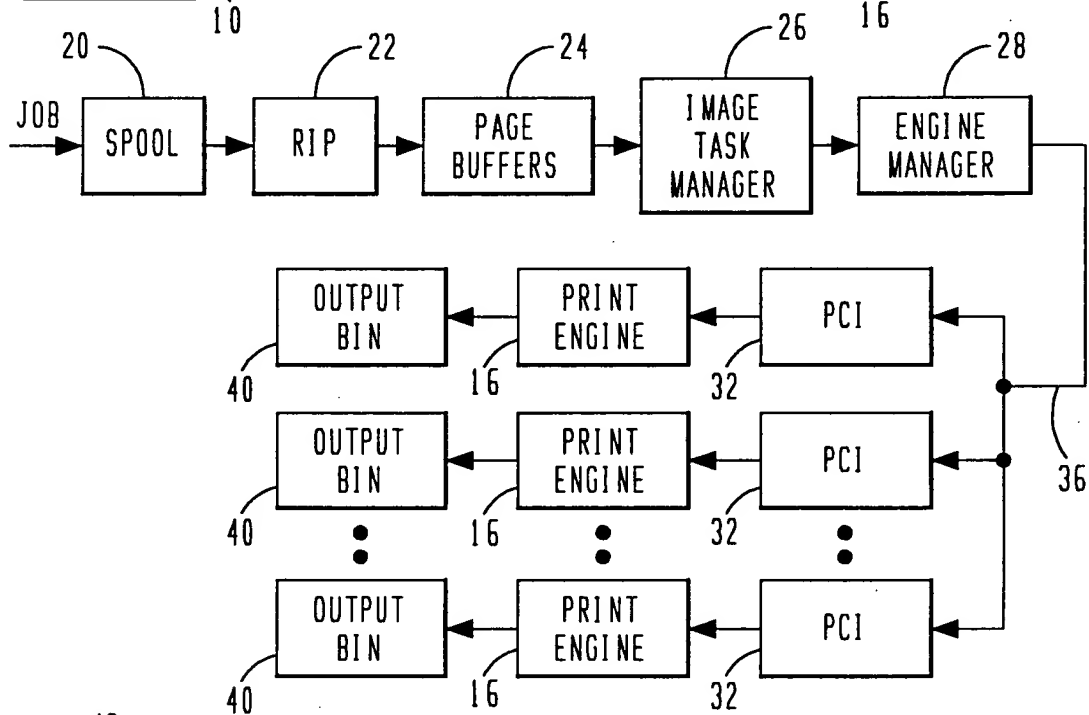 10
16
20
22
24
26
28
JOB
SPOOL
RIP
PAGE
BUFFERS
IMAGE
TASK
MANAGER
ENGINE
MANAGER
OUTPUT
BIN
PRINT
ENGINE
PCI
40
16
32
36
OUTPUT
BIN
PRINT
ENGINE
PCI
40
16
32
OUTPUT
BIN
PRINT
ENGINE
PCI
40
16
32